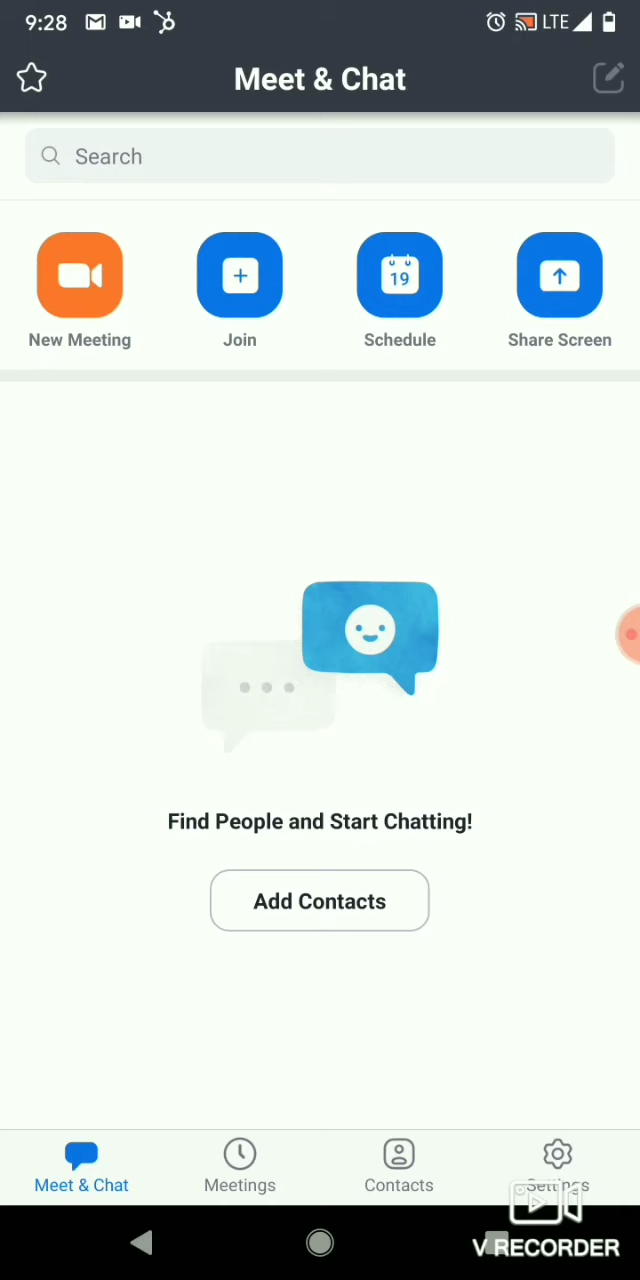 9:28 LTE
Meet & Chat
Search
19
New Meeting Join Schedule Share Screen
Find People and Start Chatting!
Add Contacts
Meet & Chat Meetings Contacts Settings
V RECORDER